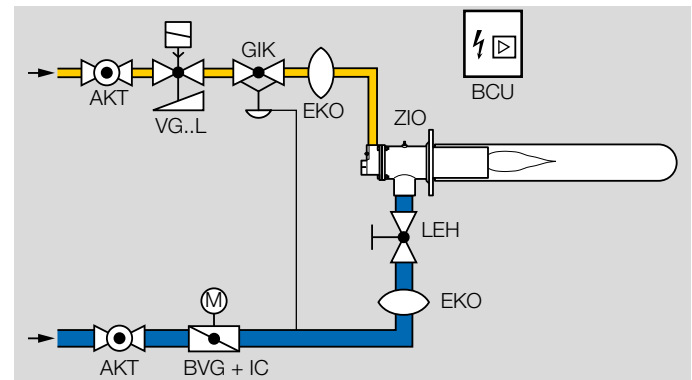 GIK
AKT
VG..L
EKO
ZIO
BCU
LEH
EKO
M
AKT
BVG + IC